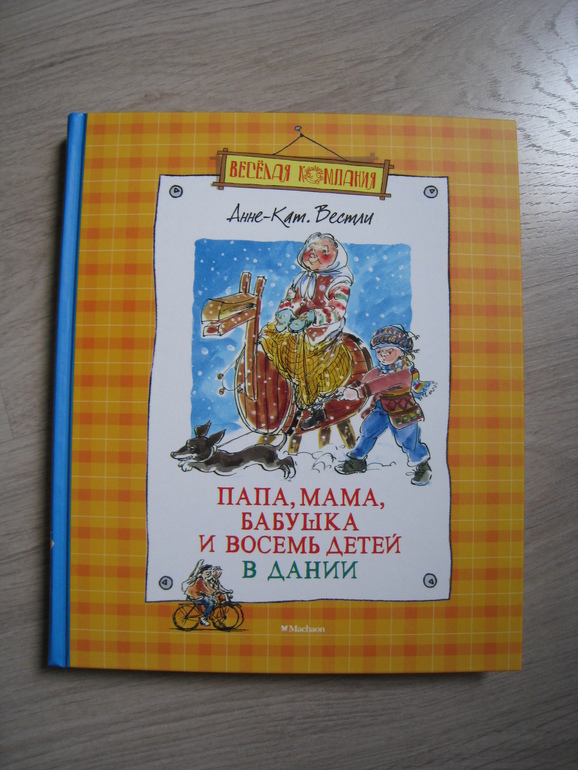 ВЕСЁЛАЯ КОМПАНИЯ
Анне-Кат. Вестли
ПАПА, МАМА,
БАБУШКА
И ВОСЕМЬ ДЕТЕЙ
В ДАНИИ
Machaon